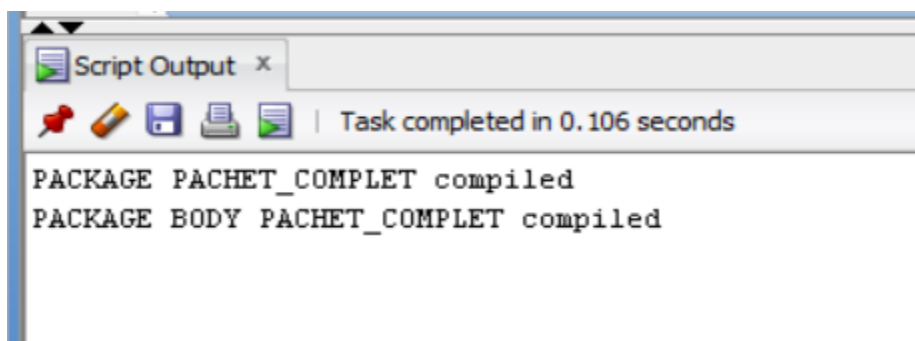 Script Output x
Task completed in 0.106 seconds
PACKAGE PACHET_COMPLET compiled
PACKAGE BODY PACHET_COMPLET compiled